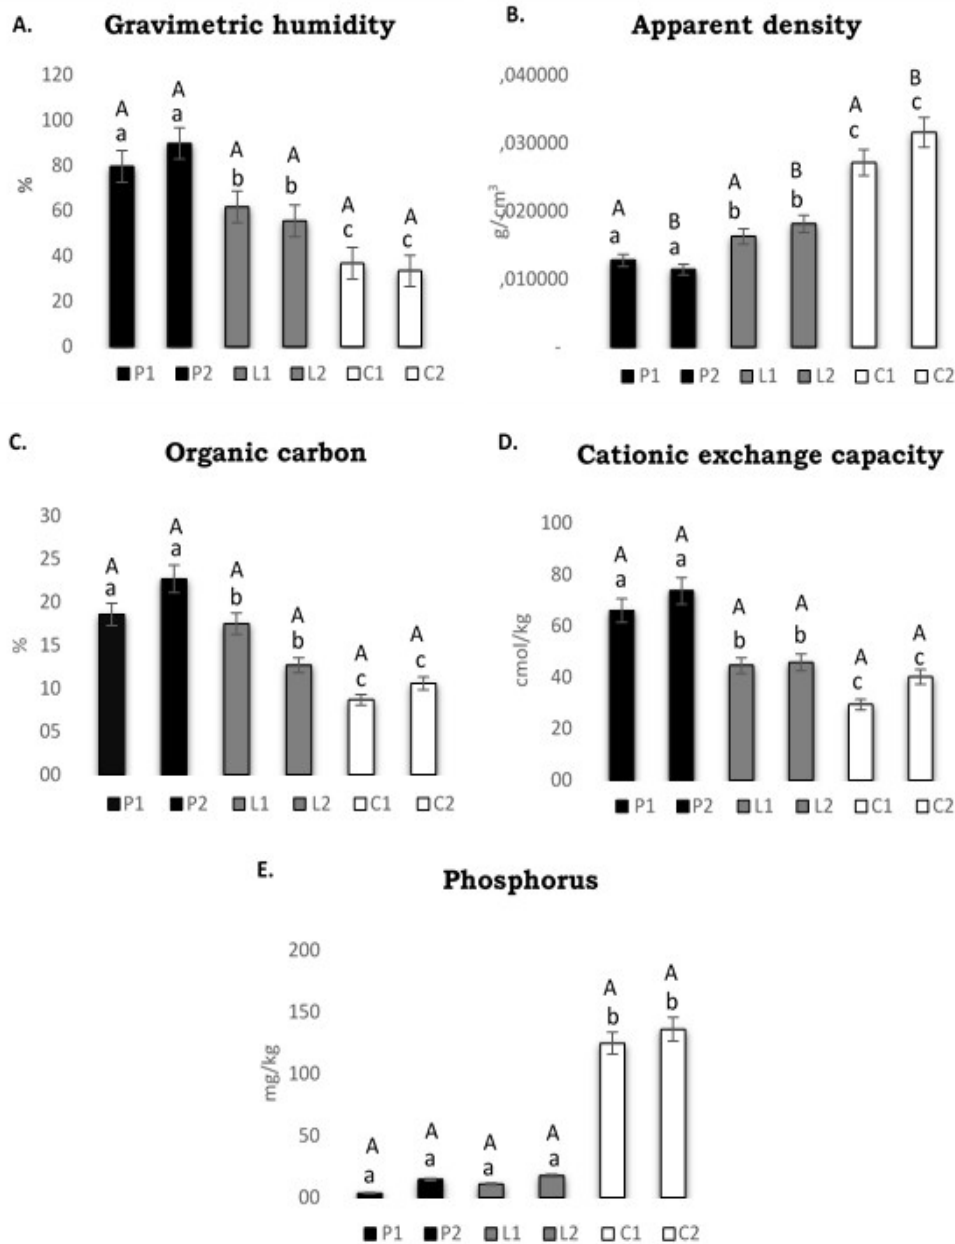 A. Gravimetric humidity
120
100
80
60
40
20
0
%
A a
A a
A b
A b
A c
A c
P1 P2 L1 L2 C1 C2
B. Apparent density
,040000
,030000
,020000
,010000
-
g/cm³
A a
B a
A b
B b
A c
B c
P1 P2 L1 L2 C1 C2
C. Organic carbon
30
25
20
15
10
05
00
%
A a
A a
A b
A b
A c
A c
P1 P2 L1 L2 C1 C2
D. Cationic exchange capacity
100
80
60
40
20
00
cmol/kg
A a
A a
A b
A b
A c
A c
P1 P2 L1 L2 C1 C2
E. Phosphorus
200
150
100
50
00
mg/kg
A a
A a
A a
A a
A b
A b
P1 P2 L1 L2 C1 C2